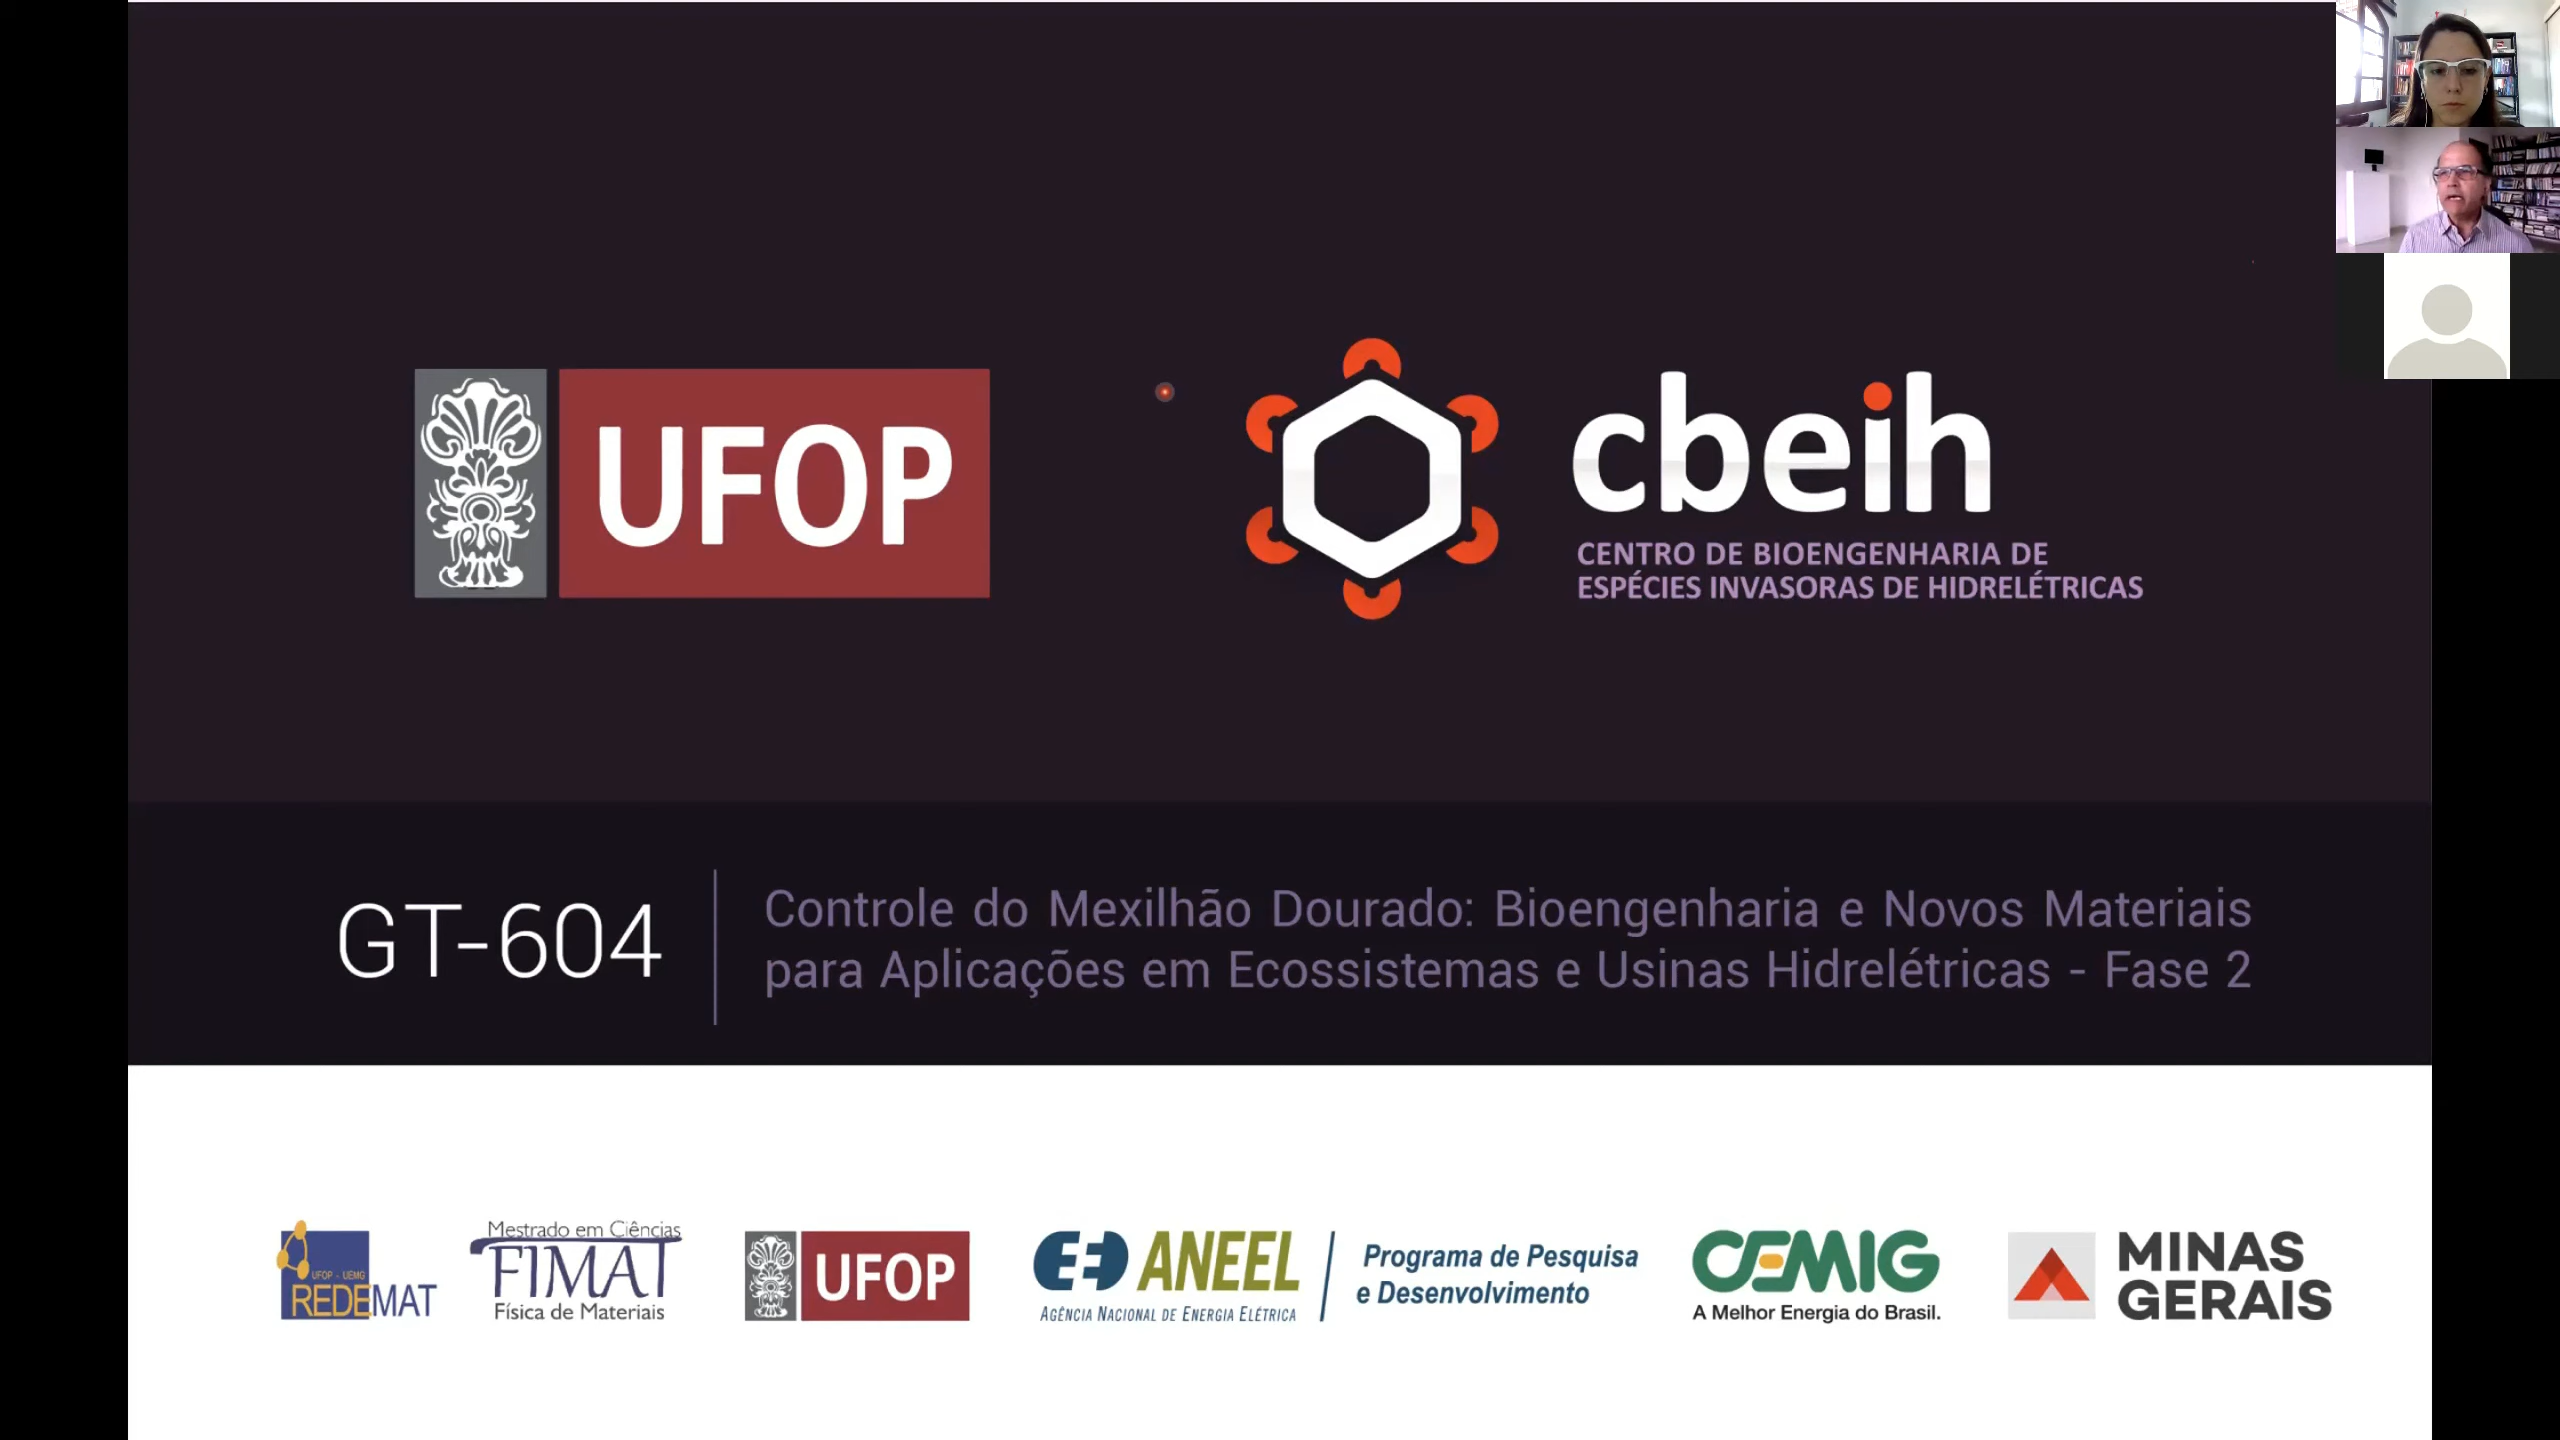 UFOP
cbeih
CENTRO DE BIOENGENHARIA DE
ESPÉCIES INVASORAS DE HIDRELÉTRICAS
GT-604
Controle do Mexilhão Dourado: Bioengenharia e Novos Materiais
para Aplicações em Ecossistemas e Usinas Hidrelétricas - Fase 2
UFOP - UEMG
REDEMAT
Mestrado em Ciências
FIMAT
Física de Materiais
UFOP
ANEEL
AGÊNCIA NACIONAL DE ENERGIA ELÉTRICA
Programa de Pesquisa
e Desenvolvimento
CEMIG
A Melhor Energia do Brasil.
MINAS
GERAIS